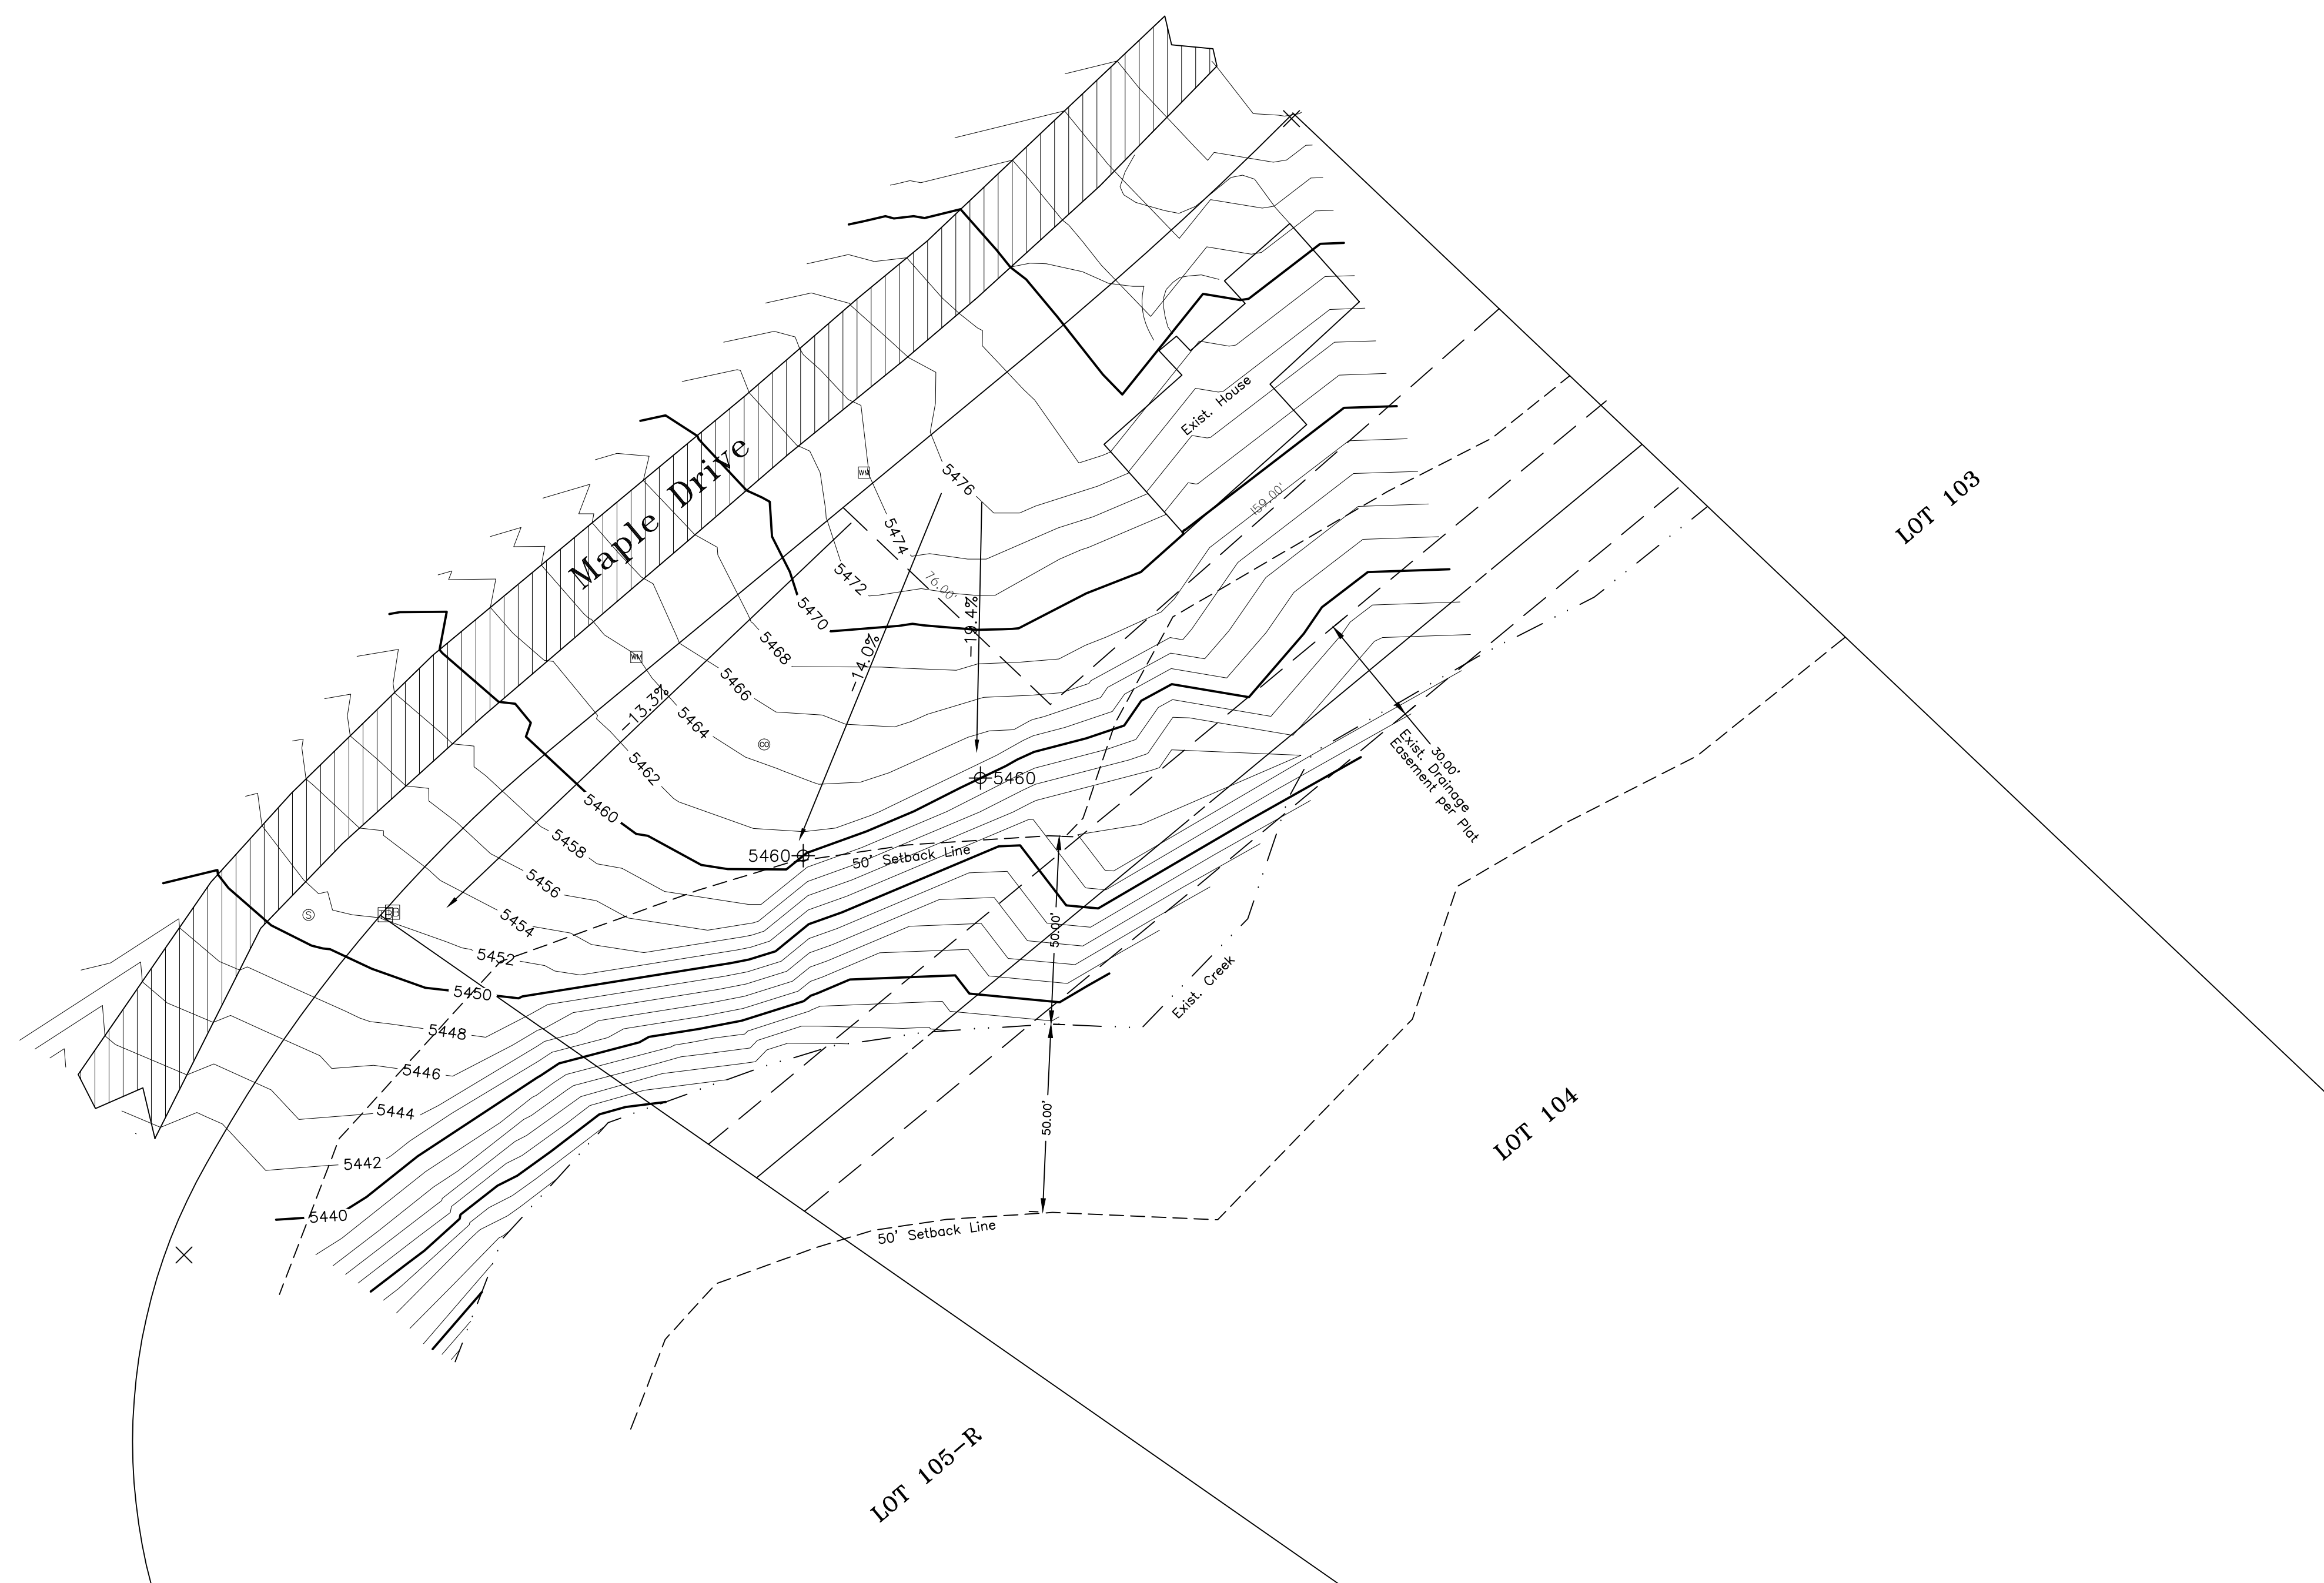 Maple Drive
LOT 103
LOT 104
LOT 105-R
Exist. House
159.00'
76.00'
WM
WM
5476
5474
5472
5470
5468
5466
5464
5462
5460
5458
5456
5454
5452
5450
5448
5446
5444
5442
5440
-19.4%
-14.0%
-13.3%
CO
S
5460
5460
50' Setback Line
50.00'
50.00'
Exist. Creek
30.00'
Exist. Drainage
Easement per Plat
50' Setback Line